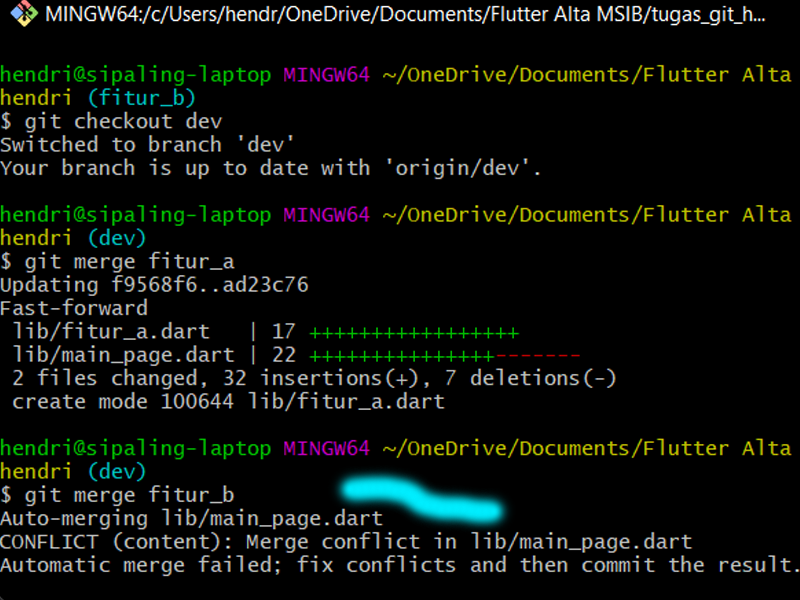 MINGW64:/c/Users/hendr/OneDrive/Documents/Flutter Alta MSIB/tugas_git_h...
hendri@sipaling-laptop MINGW64 ~/OneDrive/Documents/Flutter Alta
hendri (fitur_b)
$ git checkout dev
Switched to branch 'dev'
Your branch is up to date with 'origin/dev'.
hendri@sipaling-laptop MINGW64 ~/OneDrive/Documents/Flutter Alta
hendri (dev)
$ git merge fitur_a
Updating f9568f6..ad23c76
Fast-forward
lib/fitur_a.dart | 17 +++++++++++++++++
lib/main_page.dart | 22 +++++++++++++++-------
2 files changed, 32 insertions(+), 7 deletions(-)
create mode 100644 lib/fitur_a.dart
hendri@sipaling-laptop MINGW64 ~/OneDrive/Documents/Flutter Alta
hendri (dev)
$ git merge fitur_b
Auto-merging lib/main_page.dart
CONFLICT (content): Merge conflict in lib/main_page.dart
Automatic merge failed; fix conflicts and then commit the result.